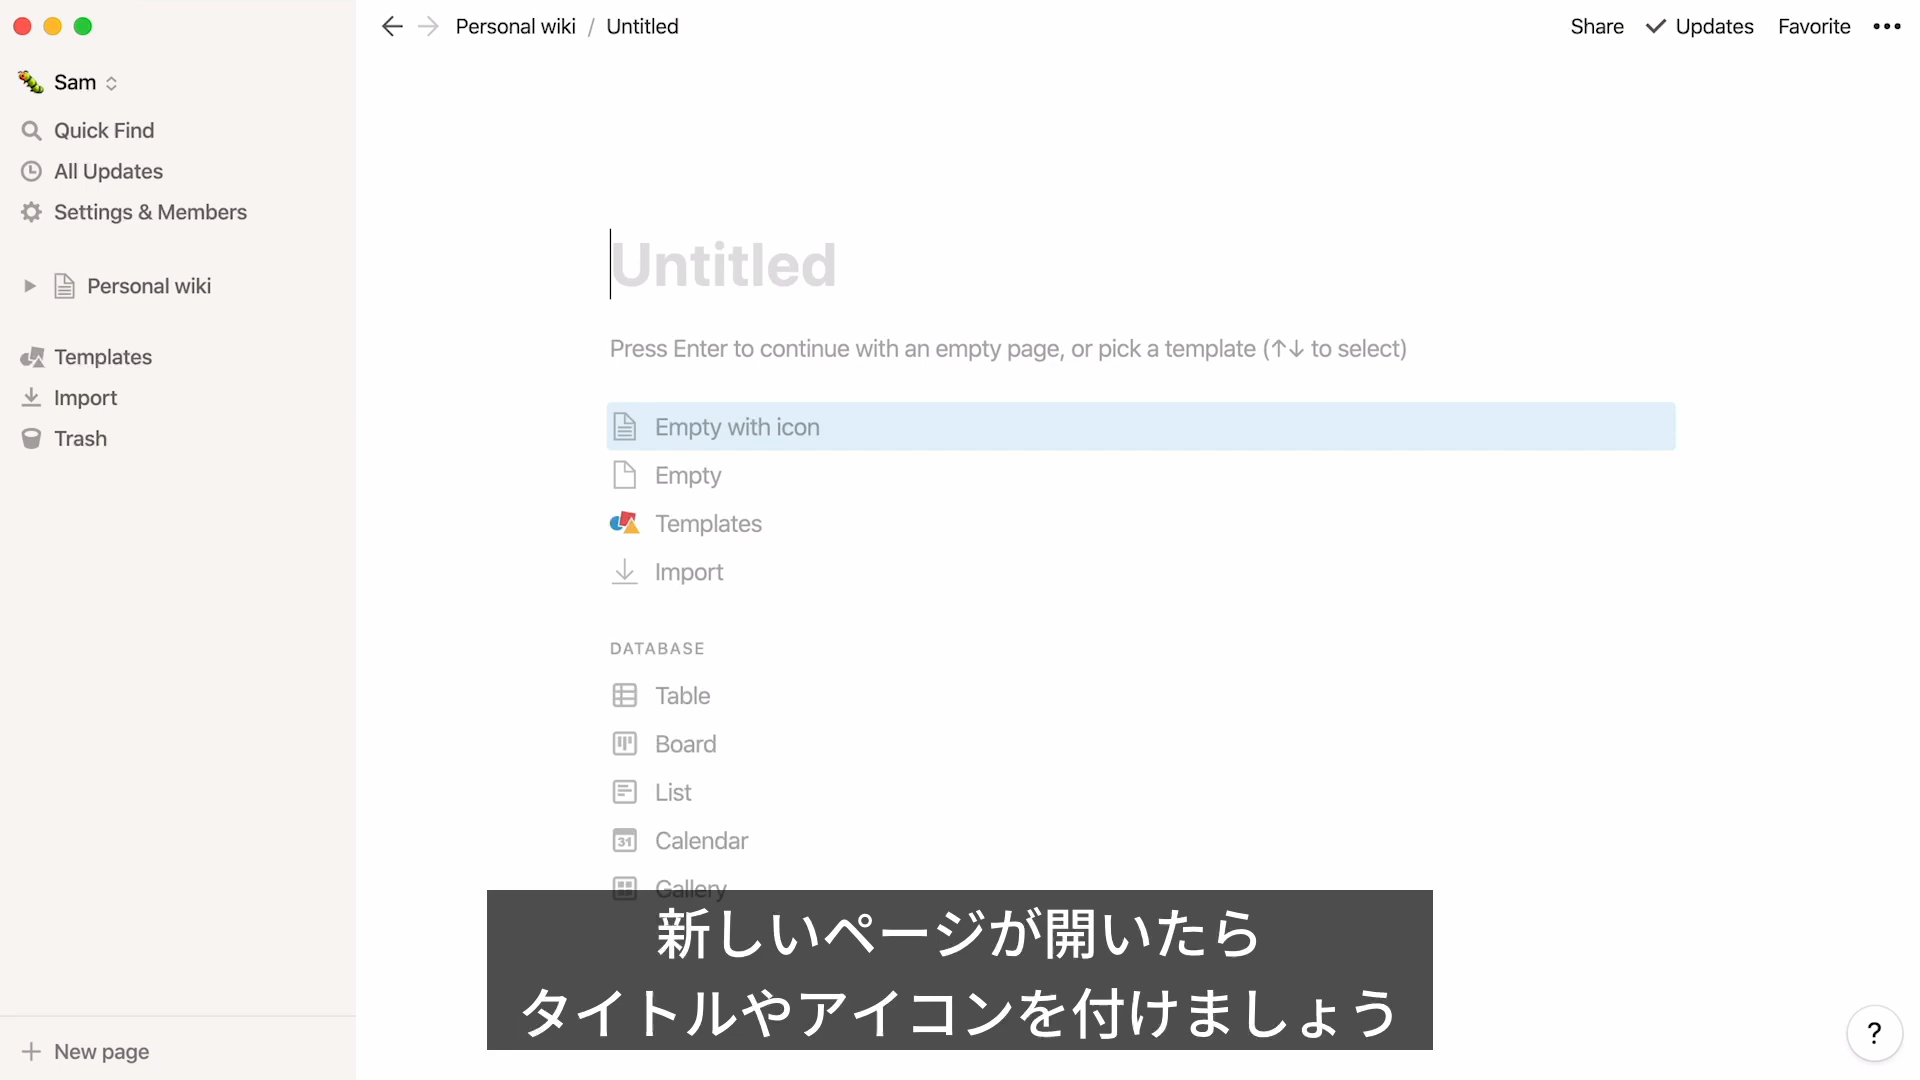 Personal wiki / Untitled
Share Updates Favorite
Sam
Quick Find
All Updates
Settings & Members
Personal wiki
Templates
Import
Trash
New page
Untitled
Press Enter to continue with an empty page, or pick a template (↑↓ to select)
Empty with icon
Empty
Templates
Import
DATABASE
Table
Board
List
31 Calendar
Gallery
新しいページが開いたら
タイトルやアイコンを付けましょう
?